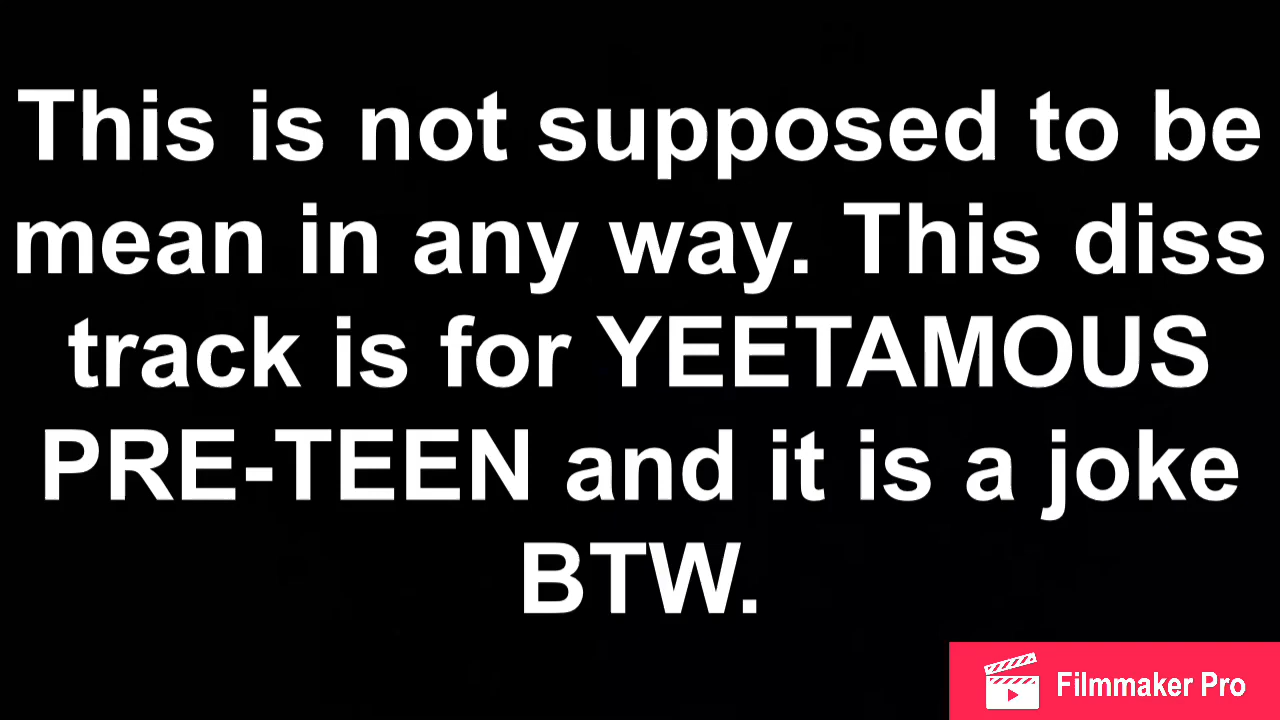 This is not supposed to be
mean in any way. This diss
track is for YEETAMOUS
PRE-TEEN and it is a joke
BTW.
Filmmaker Pro